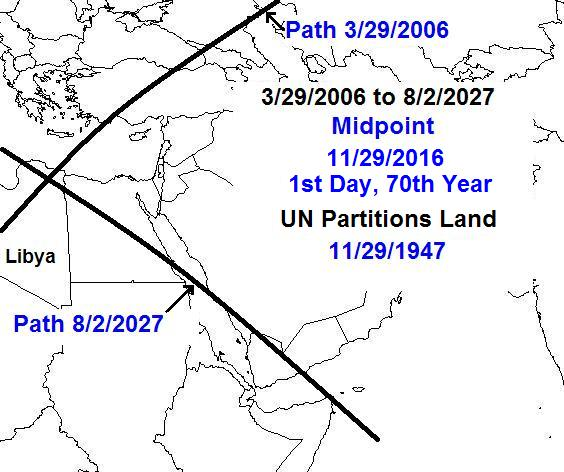 Path 3/29/2006
3/29/2006 to 8/2/2027
Midpoint
11/29/2016
1st Day, 70th Year
UN Partitions Land
11/29/1947
Libya
Path 8/2/2027